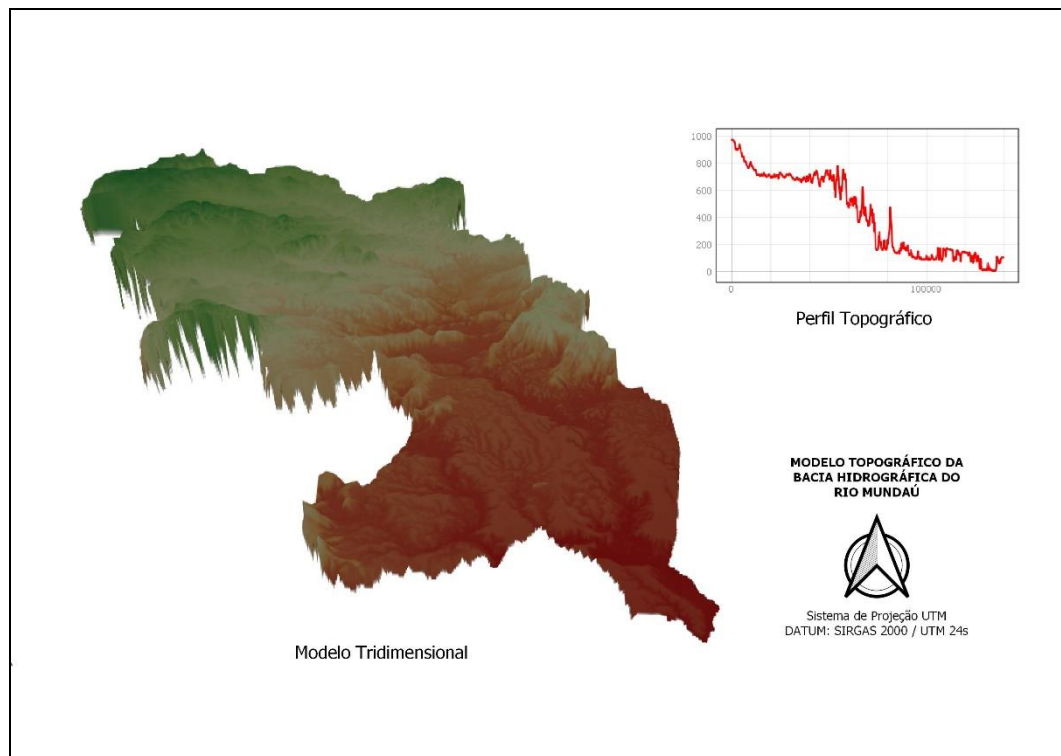 1000
800
600
400
200
0
0
100000
Perfil Topográfico
MODELO TOPOGRÁFICO DA
BACIA HIDROGRÁFICA DO
RIO MUNDAÚ
Sistema de Projeção UTM
DATUM: SIRGAS 2000 / UTM 24s
Modelo Tridimensional